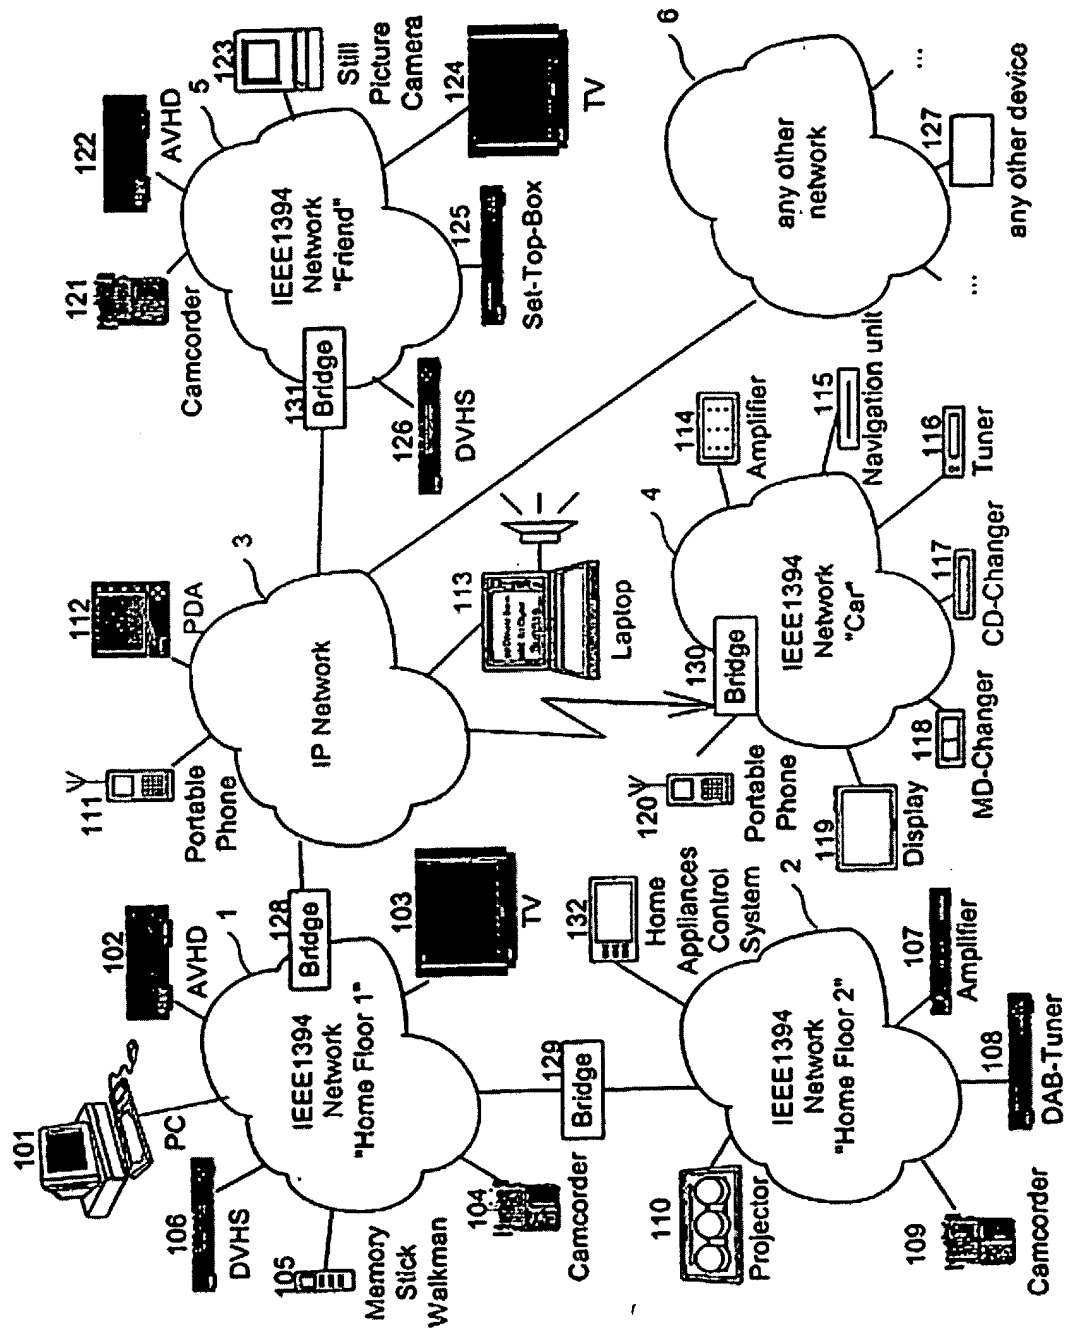 101
PC
102
AVHD
1
106
DVHS
105
Memory
Stick
Walkman
IEEE1394
Network
"Home Floor 1"
128
Bridge
103
TV
104
Camcorder
129
Bridge
111
Portable
Phone
112
PDA
3
IP Network
113
Laptop
121
Camcorder
122
AVHD
5
123
Still
Picture
Camera
124
TV
IEEE1394
Network
"Friend"
131
Bridge
125
Set-Top-Box
126
DVHS
110
Projector
132
Home
Appliances
Control
System
2
IEEE1394
Network
"Home Floor 2"
107
Amplifier
108
DAB-Tuner
109
Camcorder
120
Portable
Phone
130
Bridge
4
IEEE1394
Network
"Car"
114
Amplifier
115
Navigation unit
116
Tuner
117
CD-Changer
118
MD-Changer
119
Display
6
any other
network
127
any other device
...
...